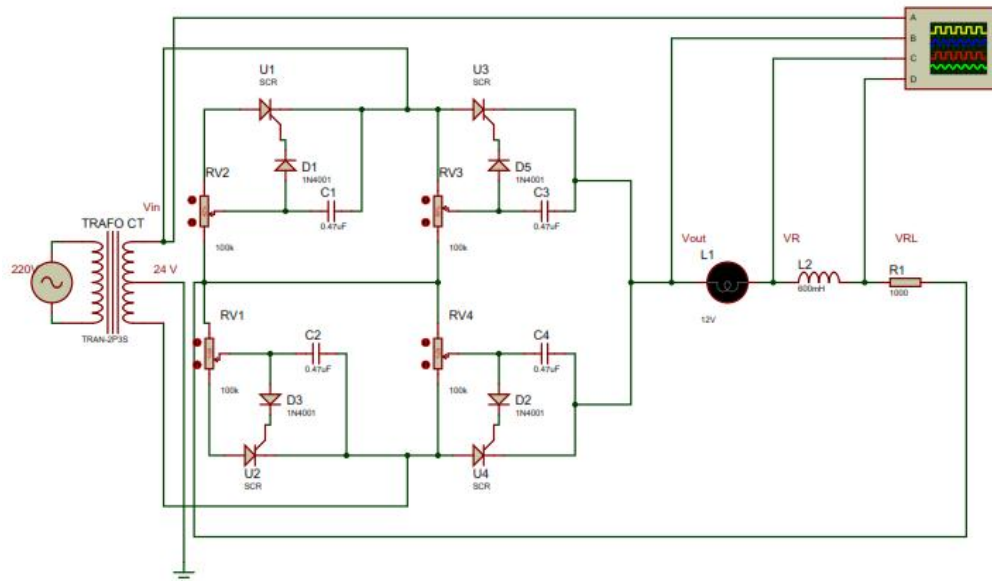 A
B
C
D
U1
SCR
U3
SCR
D1
1N4001
D5
1N4001
RV2
RV3
C1
0.47uF
C3
0.47uF
Vin
TRAFO CT
100k
100k
220V
24 V
TRAN-2P3S
Vout
VR
VRL
L1
L2
600mH
R1
1000
12V
RV1
RV4
C2
0.47uF
C4
0.47uF
100k
100k
D3
1N4001
D2
1N4001
U2
SCR
U4
SCR